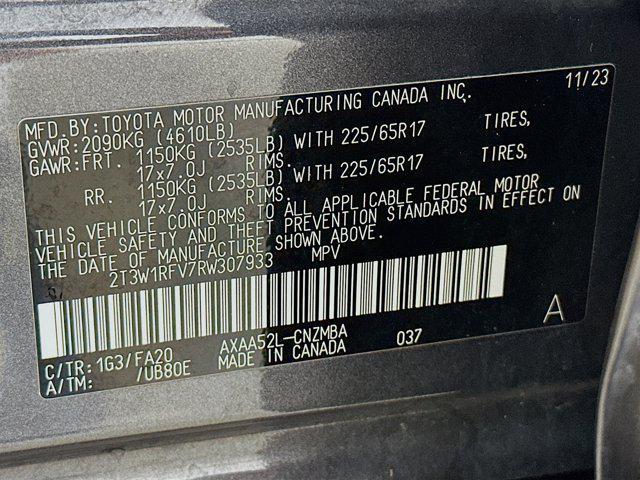 MFD.BY:TOYOTA MOTOR MANUFACTURING CANADA INC. 11/23
GVWR:2090KG (4610LB)
GAWR:FRT. 1150KG (2535LB) WITH 225/65R17 TIRES,
17x7.0J RIMS.
RR. 1150KG (2535LB) WITH 225/65R17 TIRES,
17x7.0J RIMS.
THIS VEHICLE CONFORMS TO ALL APPLICABLE FEDERAL MOTOR
VEHICLE SAFETY AND THEFT PREVENTION STANDARDS IN EFFECT ON
THE DATE OF MANUFACTURE SHOWN ABOVE.
2T3W1RFV7RW307933 MPV
A
C/TR: 1G3/FA20 AXAA52L-CNZMBA 037
A/TM: /UB80E MADE IN CANADA